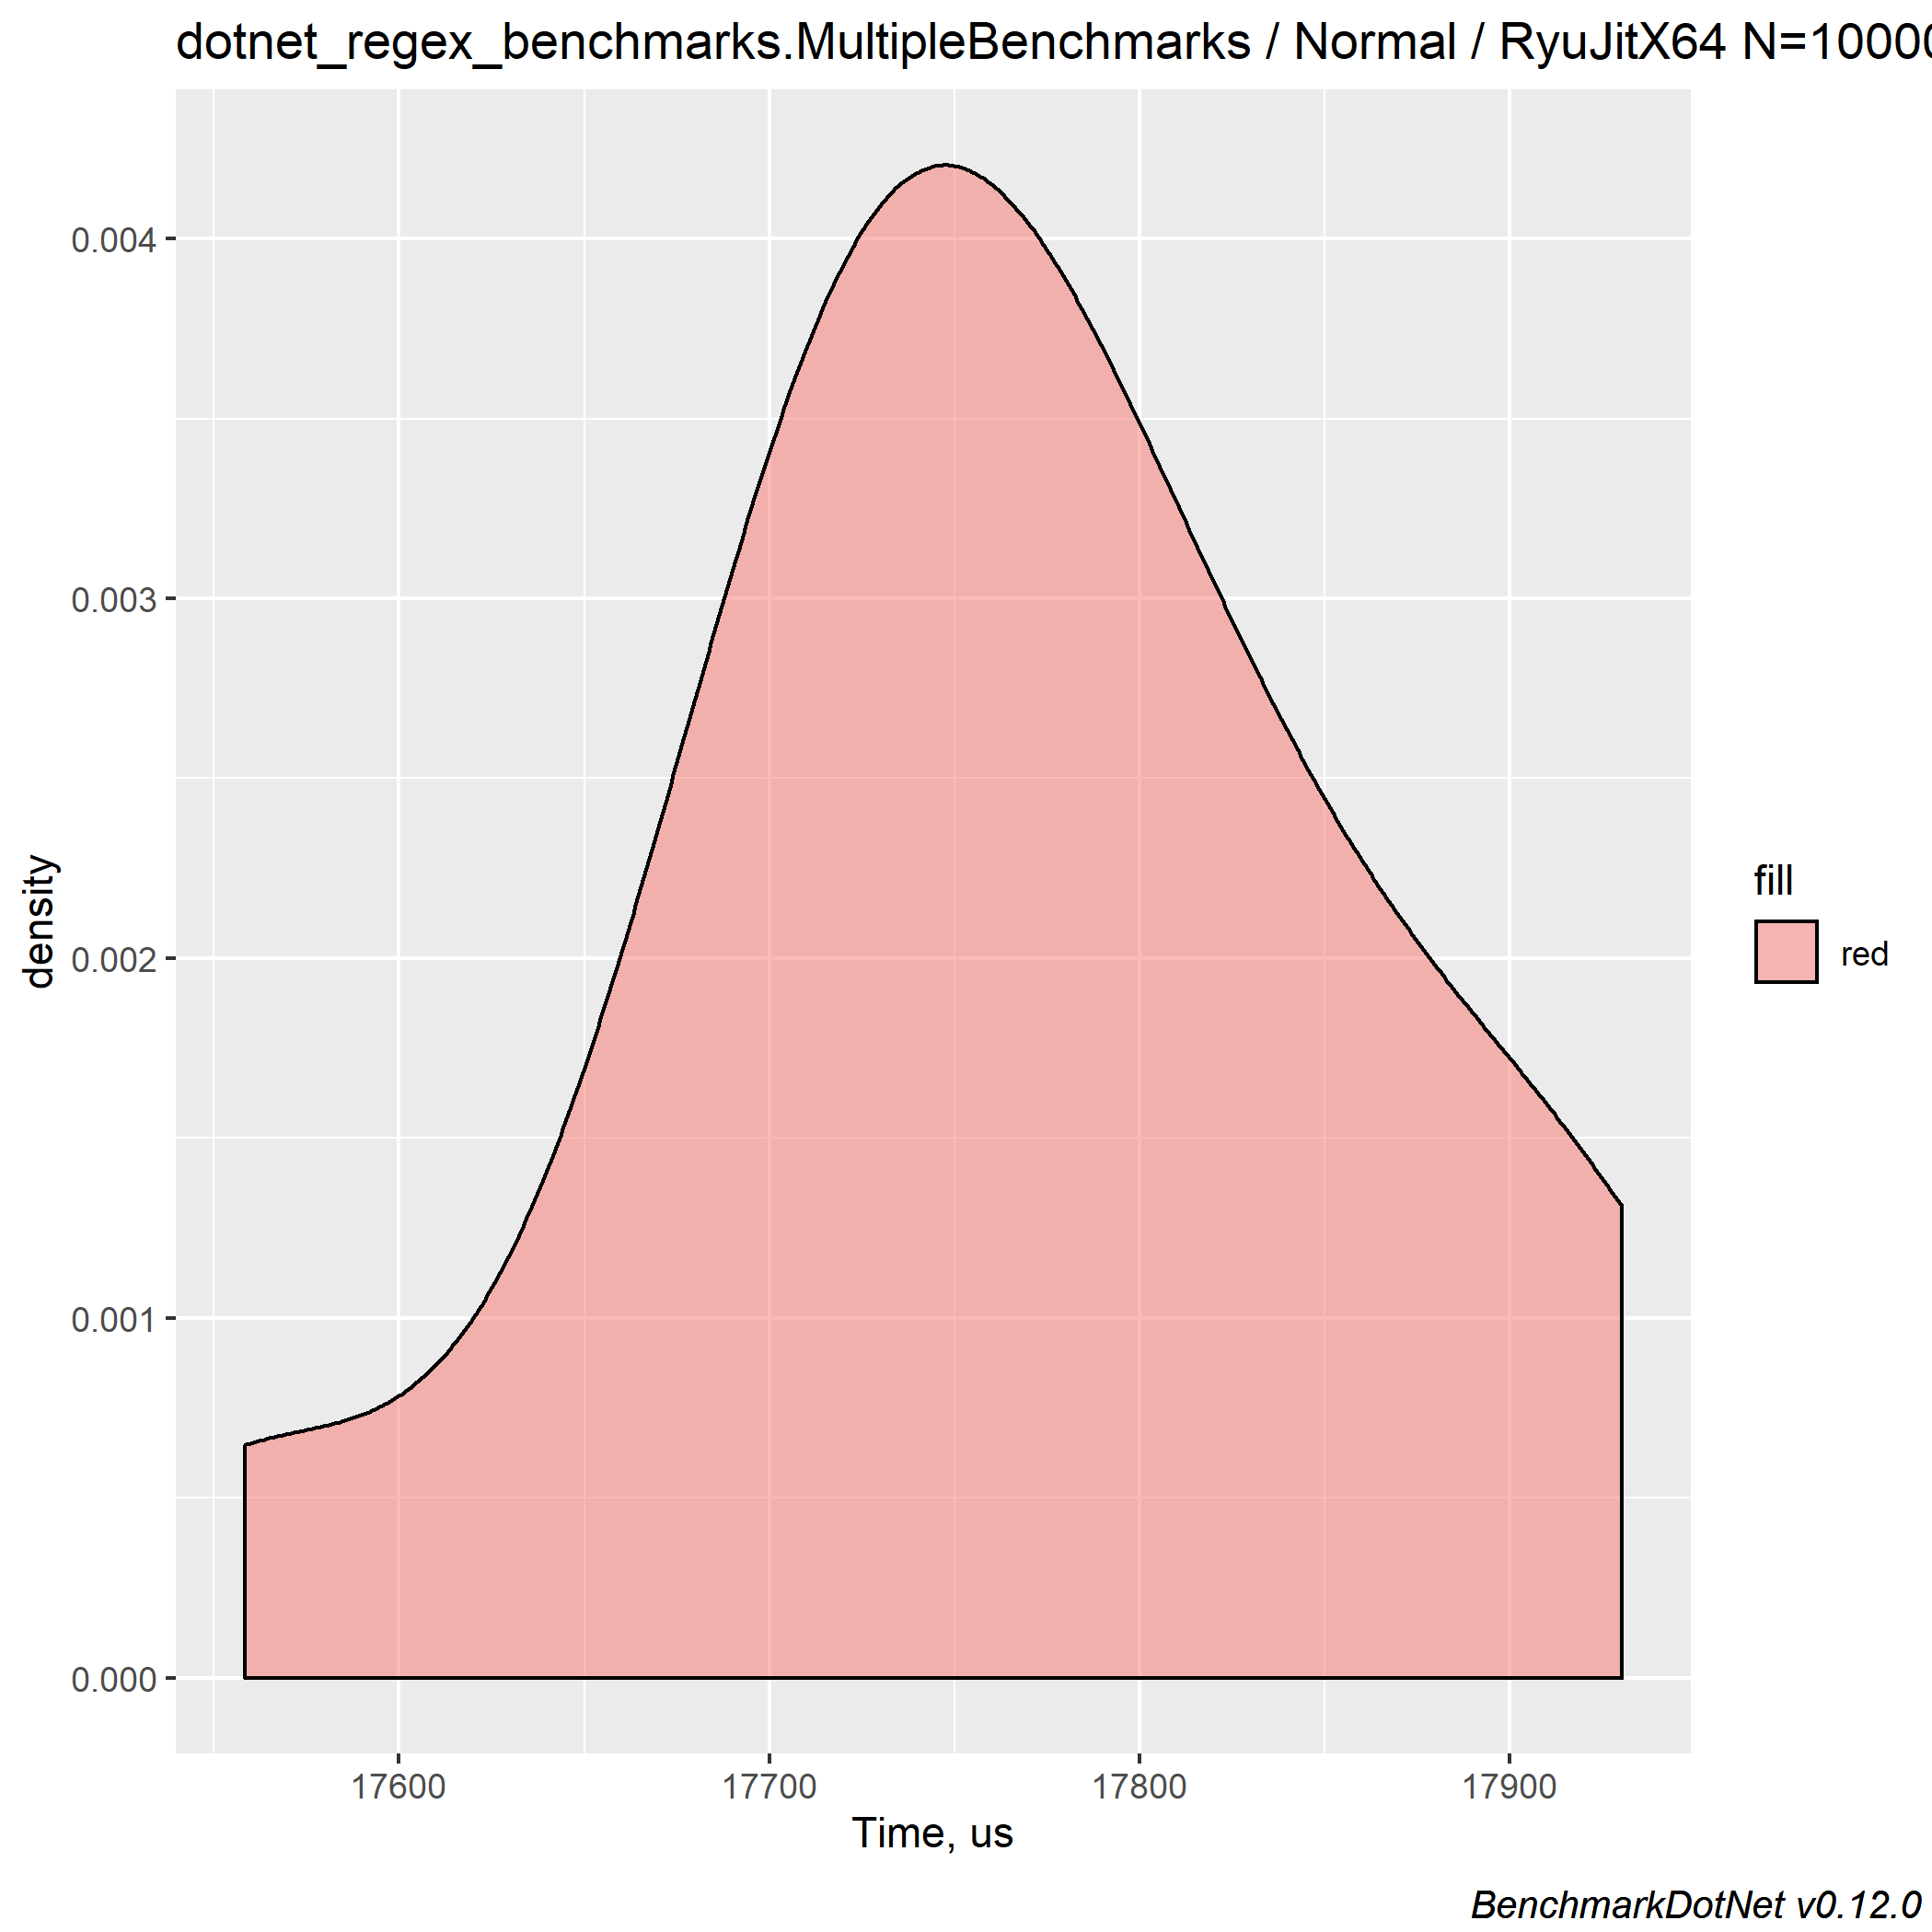 dotnet_regex_benchmarks.MultipleBenchmarks / Normal / RyuJitX64 N=10000
0.004
0.003
0.002
0.001
0.000
density
17600 17700 17800 17900
Time, us
fill
red
BenchmarkDotNet v0.12.0